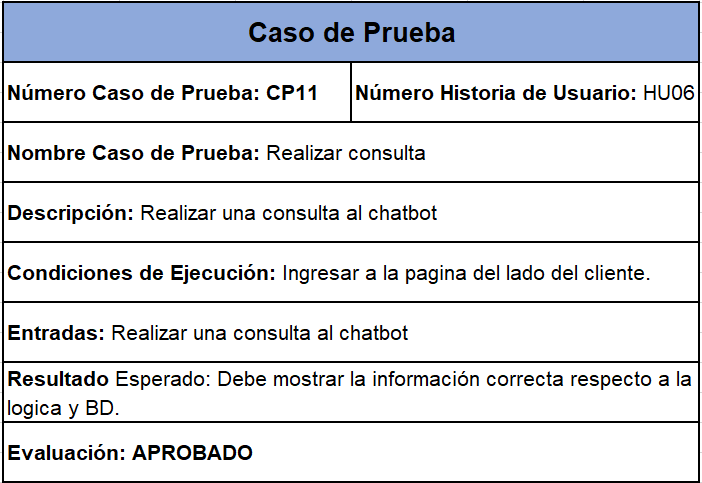 Caso de Prueba
Número Caso de Prueba: CP11
Número Historia de Usuario: HU06
Nombre Caso de Prueba: Realizar consulta
Descripción: Realizar una consulta al chatbot
Condiciones de Ejecución: Ingresar a la pagina del lado del cliente.
Entradas: Realizar una consulta al chatbot
Resultado Esperado: Debe mostrar la información correcta respecto a la
logica y BD.
Evaluación: APROBADO